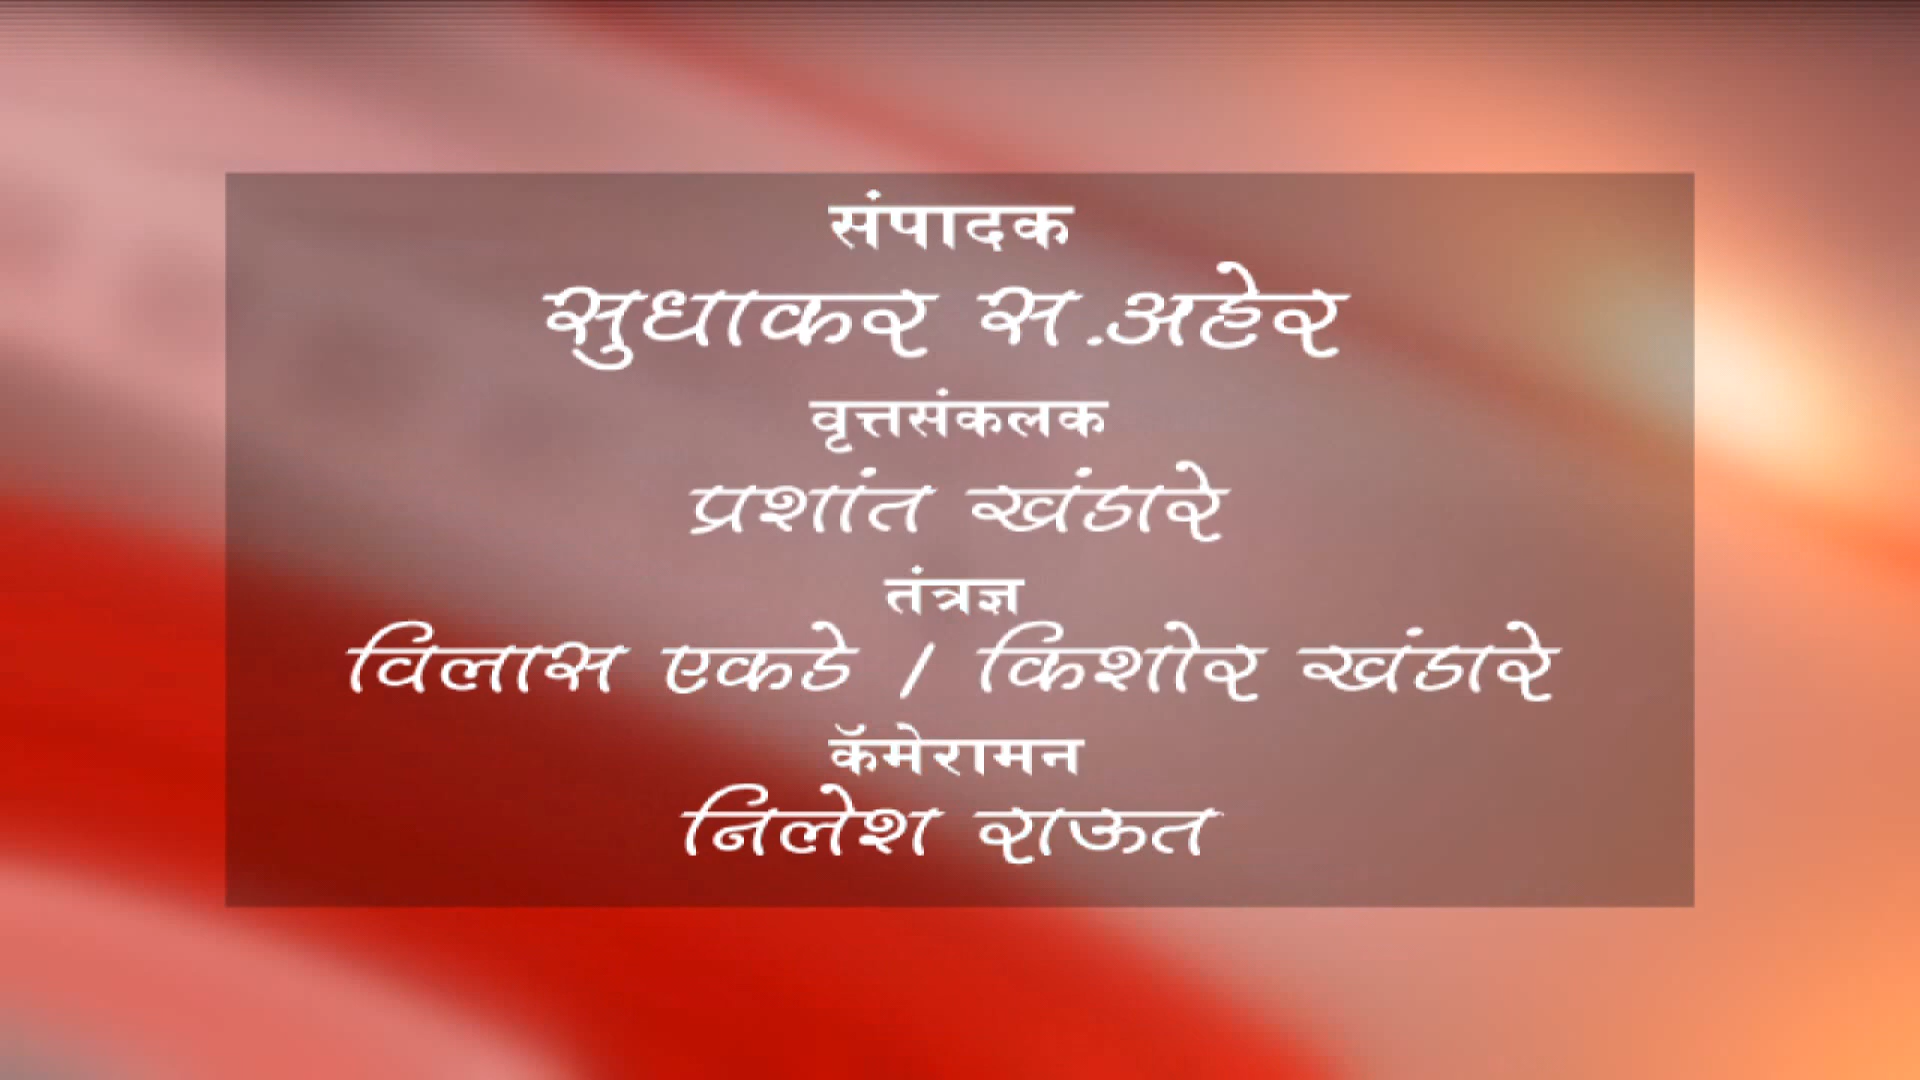 संपादक
सुधाकर स.अहेर
वृत्तसंकलक
प्रशांत खंडारे
तंत्रज्ञ
विलास एकडे / किशोर खंडारे
कॅमेरामन
निलेश राऊत